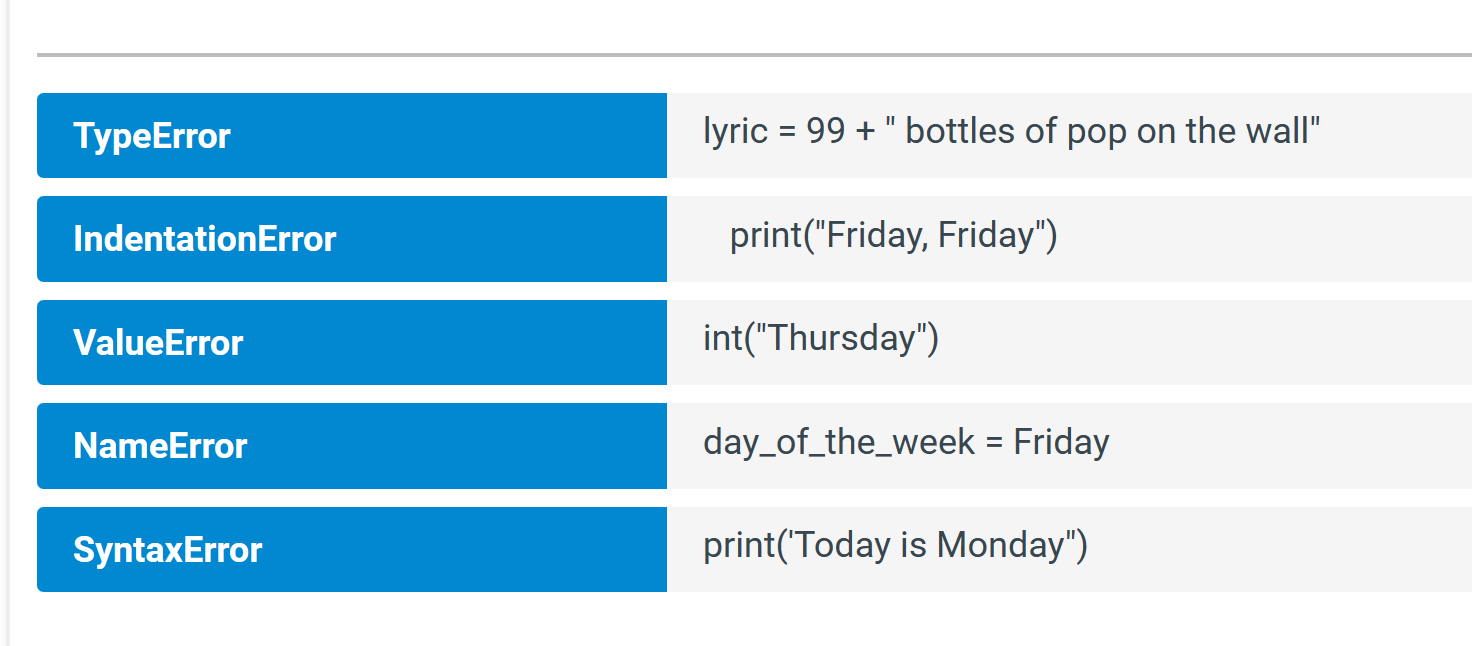 TypeError
lyric = 99 + " bottles of pop on the wall"
IndentationError
print("Friday, Friday")
ValueError
int("Thursday")
NameError
day_of_the_week = Friday
SyntaxError
print('Today is Monday")